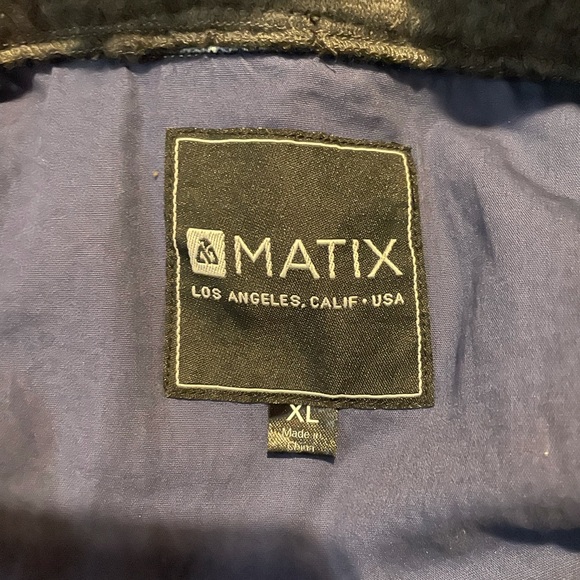 MATIX
LOS ANGELES, CALIF • USA
XL
Made in
China